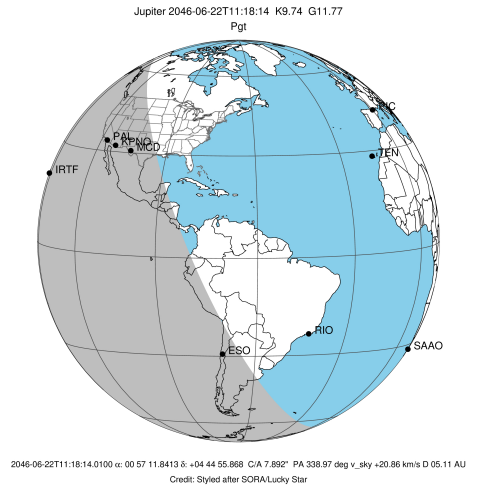 Jupiter 2046-06-22T11:18:14 K9.74 G11.77
Pgt
PIC
PAL
KPNO
MCD
TEN
IRTF
RIO
SAAO
ESO
2046-06-22T11:18:14.0100 α: 00 57 11.8413 δ: +04 44 55.868 C/A 7.892" PA 338.97 deg v_sky +20.86 km/s D 05.11 AU
Credit: Styled after SORA/Lucky Star